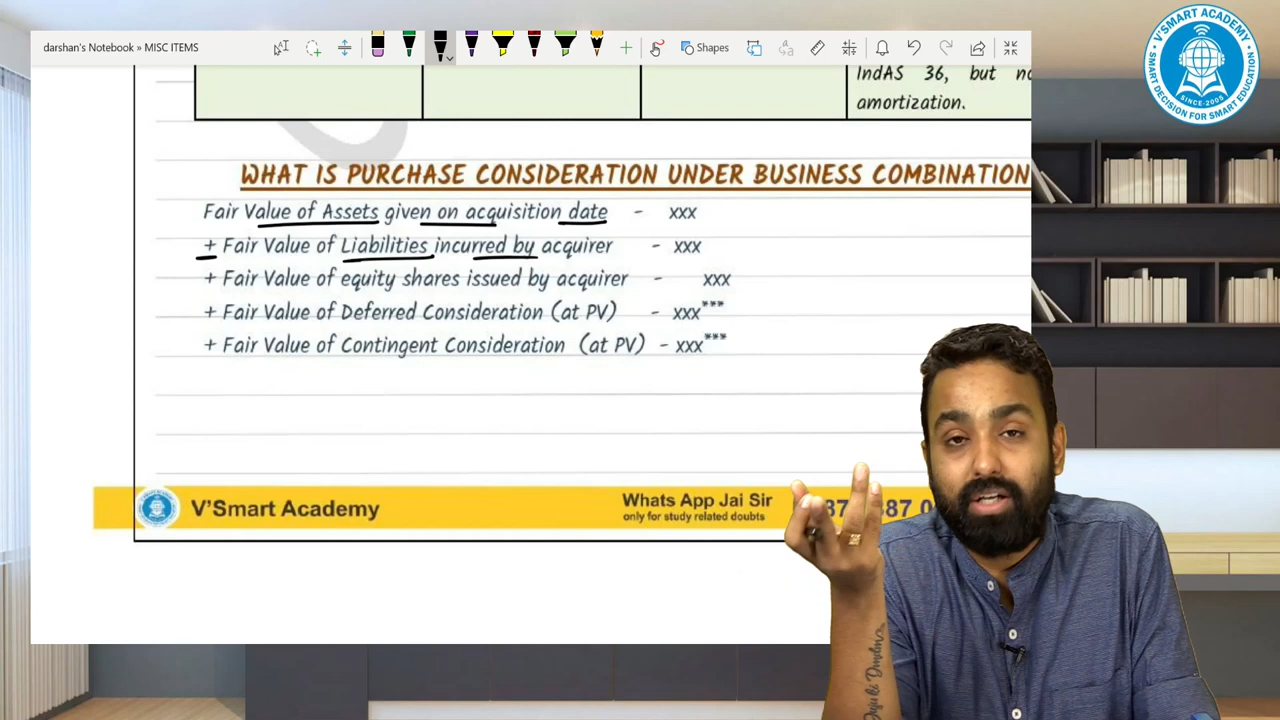 darshan's Notebook » MISC ITEMS
Shapes
V'SMART ACADEMY
SINCE-2005
SMART DECISION FOR SMART EDUCATION
IndAS 36, but
amortization.
WHAT IS PURCHASE CONSIDERATION UNDER BUSINESS COMBINATION
Fair Value of Assets given on acquisition date - xxx
+ Fair Value of Liabilities incurred by acquirer - xxx
+ Fair Value of equity shares issued by acquirer - xxx
+ Fair Value of Deferred Consideration (at PV) - xxx***
+ Fair Value of Contingent Consideration (at PV) - xxx***
V'Smart Academy
Whats App Jai Sir
only for study related doubts